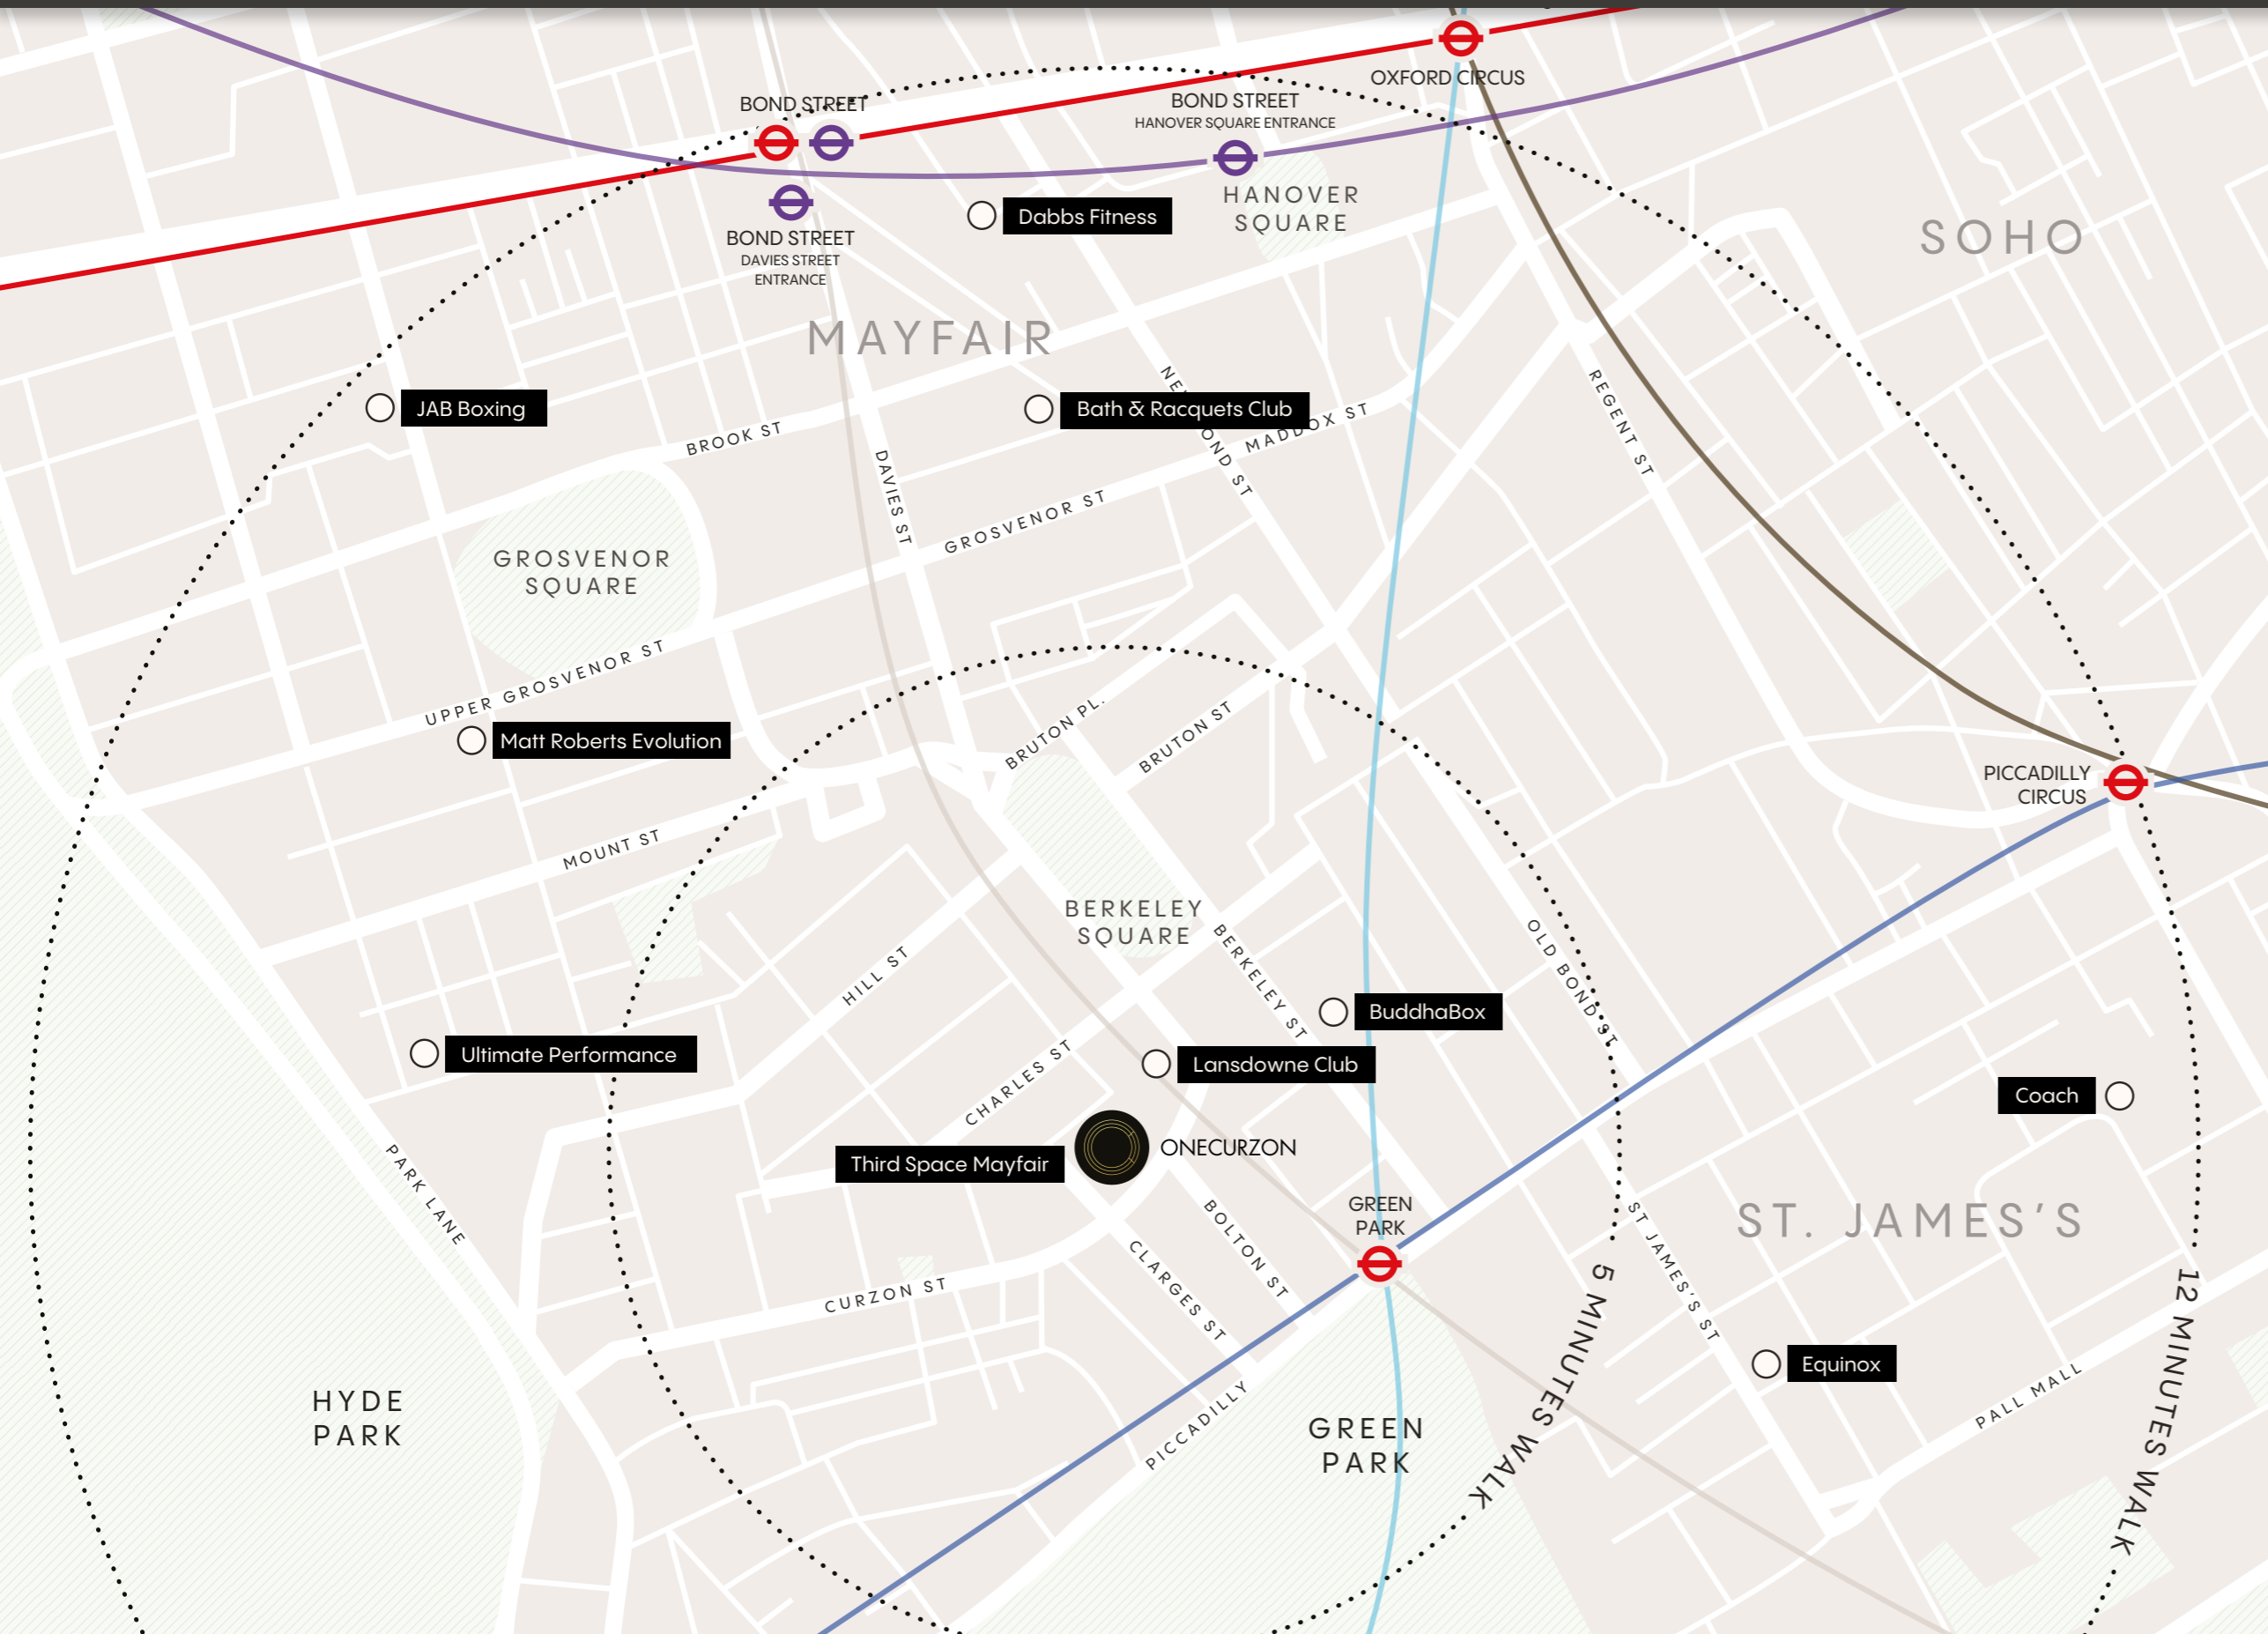 OXFORD CIRCUS
BOND STREET
BOND STREET
HANOVER SQUARE ENTRANCE
HANOVER
SQUARE
Dabbs Fitness
BOND STREET
DAVIES STREET
ENTRANCE
SOHO
MAYFAIR
JAB Boxing
Bath & Racquets Club
BROOK ST
MADDOX ST
REGENT ST
DAVIES ST
GROSVENOR ST
GROSVENOR
SQUARE
UPPER GROSVENOR ST
Matt Roberts Evolution
BRUTON PL.
BRUTON ST
PICCADILLY
CIRCUS
MOUNT ST
BERKELEY
SQUARE
HILL ST
BERKELEY ST
OLD BOND ST
BuddhaBox
Ultimate Performance
Lansdowne Club
CHARLES ST
Coach
Third Space Mayfair
ONECURZON
PARK LANE
GREEN
PARK
BOLTON ST
CLARGES ST
CURZON ST
ST JAMES'S ST
ST. JAMES'S
5 MINUTES WALK
12 MINUTES WALK
Equinox
PALL MALL
HYDE
PARK
PICCADILLY
GREEN
PARK